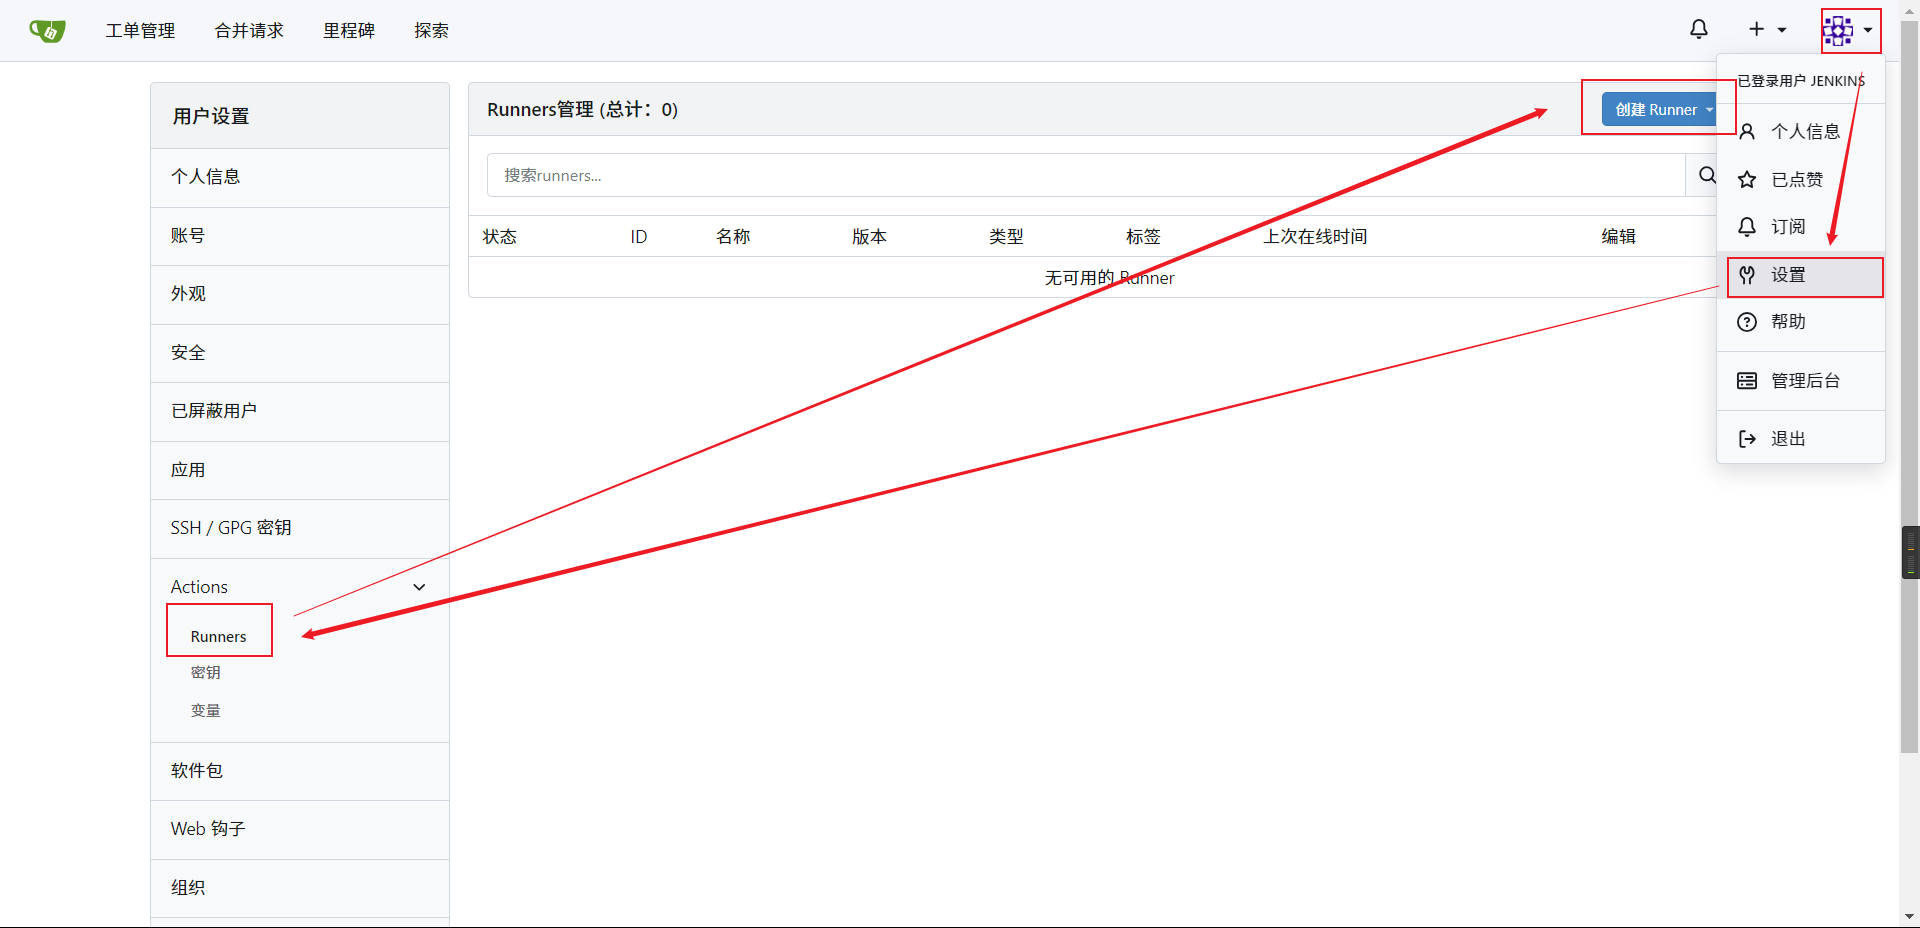 工单管理 合并请求 里程碑 探索
已登录用户 JENKINS
个人信息
已点赞
订阅
设置
帮助
管理后台
退出
用户设置
个人信息
账号
外观
安全
已屏蔽用户
应用
SSH / GPG 密钥
Actions
Runners
密钥
变量
软件包
Web 钩子
组织
Runners管理 (总计：0)
创建 Runner
搜索runners...
状态 ID 名称 版本 类型 标签 上次在线时间 编辑
无可用的 Runner